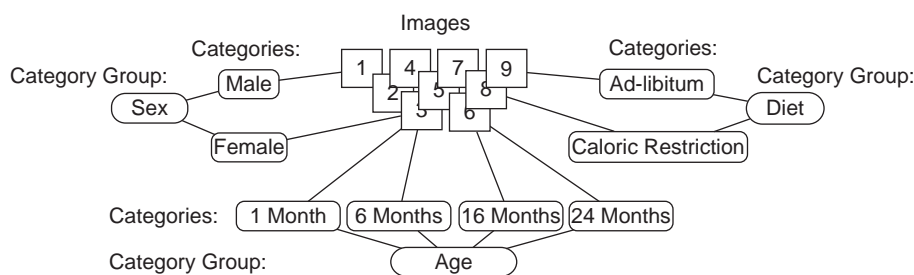 Images
Categories:
Categories:
1
4
7
9
Category Group:
Male
Ad-libitum
Category Group:
2
5
8
Sex
3
6
Diet
Female
Caloric Restriction
Categories:
1 Month
6 Months
16 Months
24 Months
Category Group:
Age